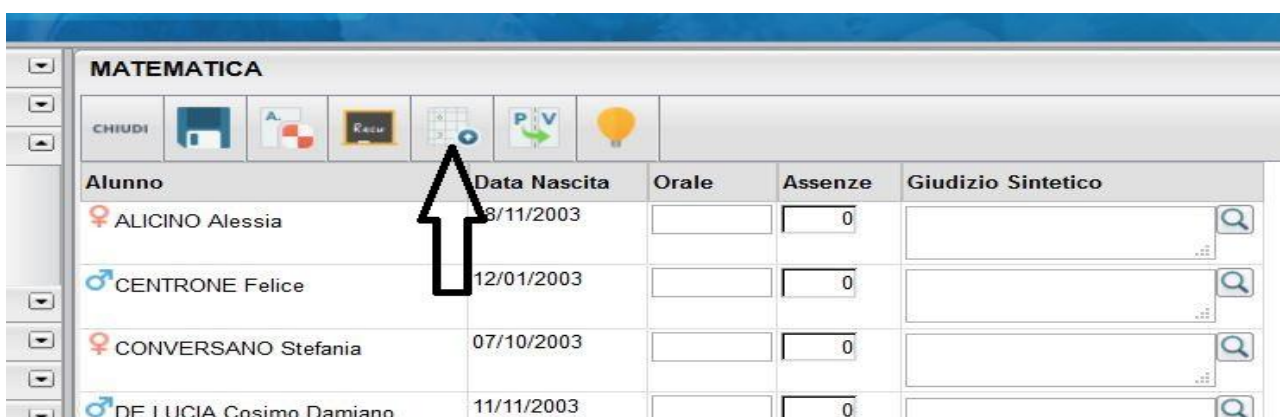 MATEMATICA
CHIUDI A. Recu P V
Alunno Data Nascita Orale Assenze Giudizio Sintetico
ALICINO Alessia 8/11/2003 0
CENTRONE Felice 12/01/2003 0
CONVERSANO Stefania 07/10/2003 0
DE LUCIA Cosimo Damiano 11/11/2003 0